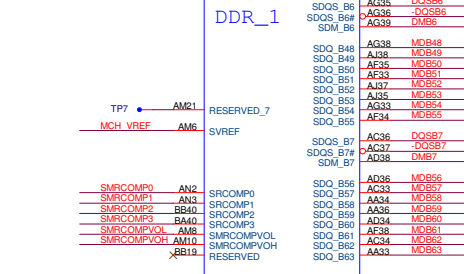 DDR_1
SDQS_B6 AG35 DQSB6
SDQS_B6# AG36 -DQSB6
SDM_B6 AG39 DMB6
SDQ_B48 AG38 MDB48
SDQ_B49 AJ38 MDB49
SDQ_B50 AF35 MDB50
SDQ_B51 AF33 MDB51
SDQ_B52 AJ37 MDB52
SDQ_B53 AJ35 MDB53
TP7 AM21 RESERVED_7 SDQ_B54 AG33 MDB54
SDQ_B55 AF34 MDB55
MCH_VREF AM6 SVREF
SDQS_B7 AC36 DQSB7
SDQS_B7# AC37 -DQSB7
SDM_B7 AD38 DMB7
SDQ_B56 AD36 MDB56
SMRCOMP0 AN2 SRCOMP0 SDQ_B57 AC33 MDB57
SMRCOMP1 AN3 SRCOMP1 SDQ_B58 AA34 MDB58
SMRCOMP2 BB40 SRCOMP2 SDQ_B59 AA36 MDB59
SMRCOMP3 BA40 SRCOMP3 SDQ_B60 AD34 MDB60
SMRCOMPVOL AM8 SMRCOMPVOL SDQ_B61 AF38 MDB61
SMRCOMPVOH AM10 SMRCOMPVOH SDQ_B62 AC34 MDB62
BB19 RESERVED SDQ_B63 AA33 MDB63